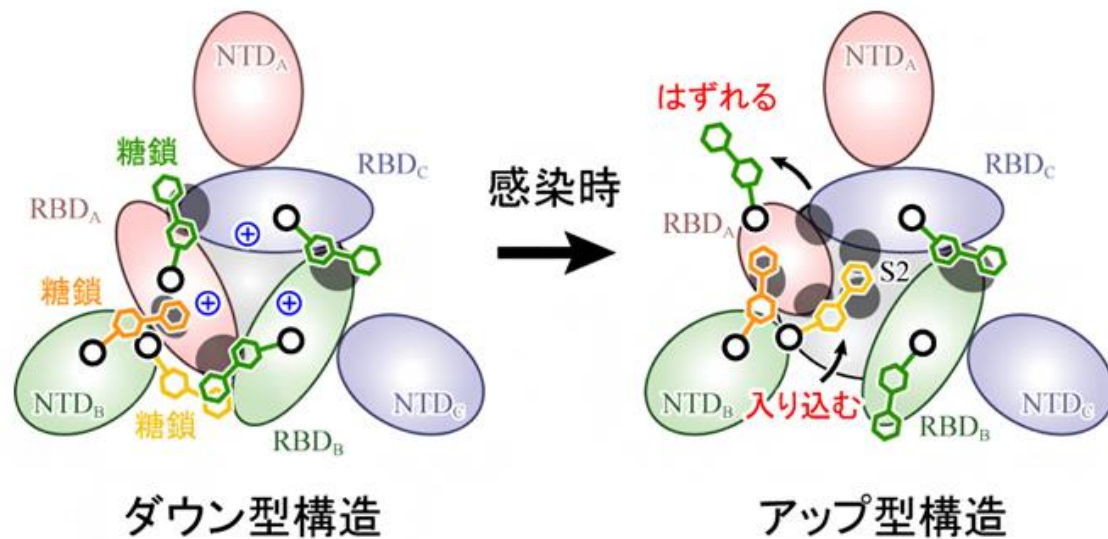 NTDA
糖鎖
RBDC
RBDA
⊕
⊕
⊕
糖鎖
NTDB
糖鎖
RBDB
NTDC
ダウン型構造
感染時
NTDA
はずれる
RBDC
RBDA
S2
NTDB
入り込む
RBDB
NTDC
アップ型構造